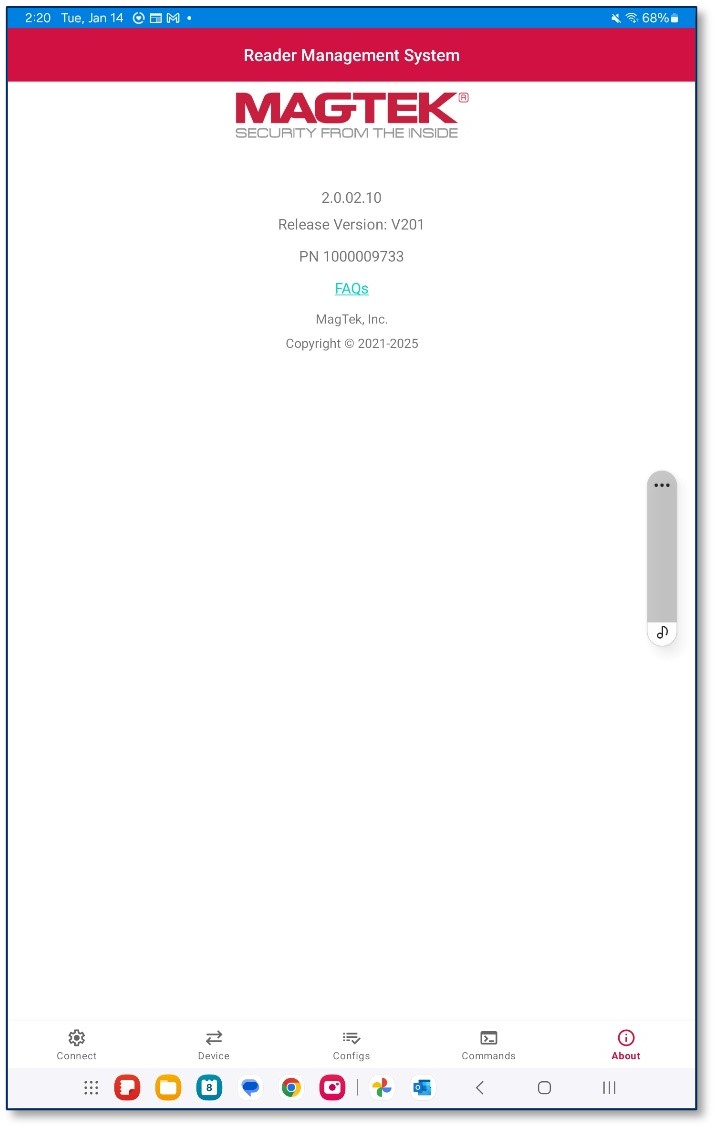 2:20 Tue, Jan 14 68%
Reader Management System
MAGTEK®
SECURITY FROM THE INSIDE
2.0.02.10
Release Version: V201
PN 1000009733
FAQs
MagTek, Inc.
Copyright © 2021-2025
Connect Device Configs Commands About
8